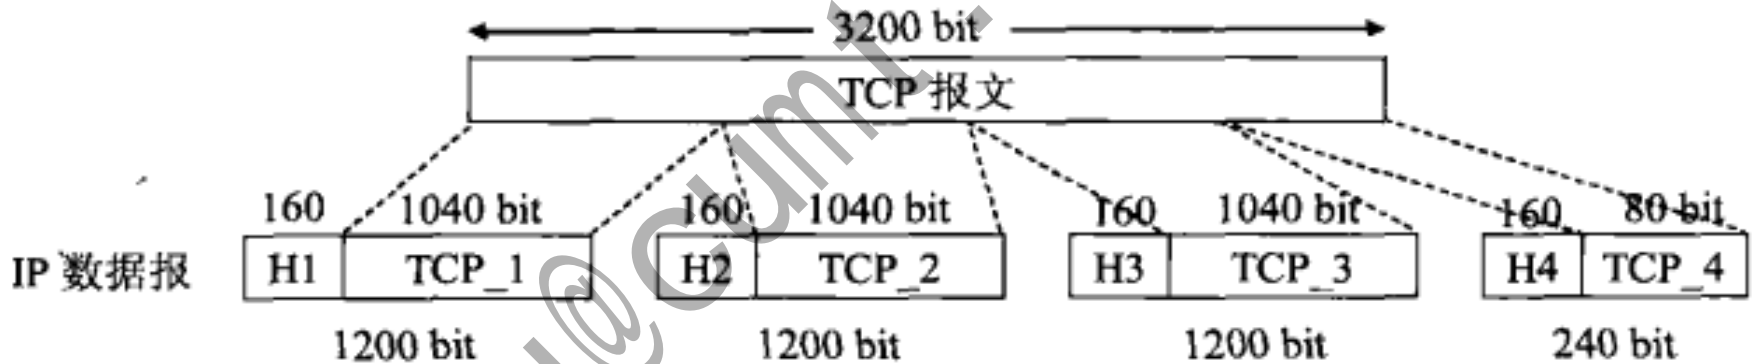 3200 bit
TCP 报文
160 1040 bit 160 1040 bit 160 1040 bit 160 80 bit
IP 数据报 H1 TCP_1 H2 TCP_2 H3 TCP_3 H4 TCP_4
1200 bit 1200 bit 1200 bit 240 bit
@cumt.